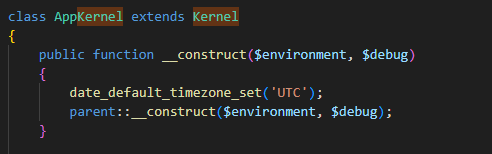 class AppKernel extends Kernel
{
    public function __construct($environment, $debug)
    {
        date_default_timezone_set('UTC');
        parent::__construct($environment, $debug);
    }